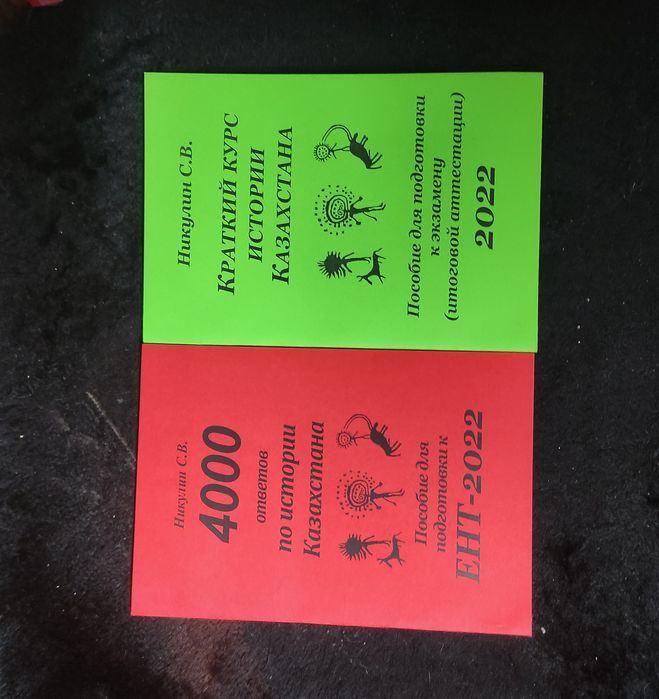 Никулин С.В.
4000
ответов
по истории
Казахстана
Пособие для
подготовки к
ЕНТ-2022
Никулин С.В.
КРАТКИЙ КУРС
ИСТОРИИ
КАЗАХСТАНА
Пособие для подготовки
к экзамену
(итоговой аттестации)
2022